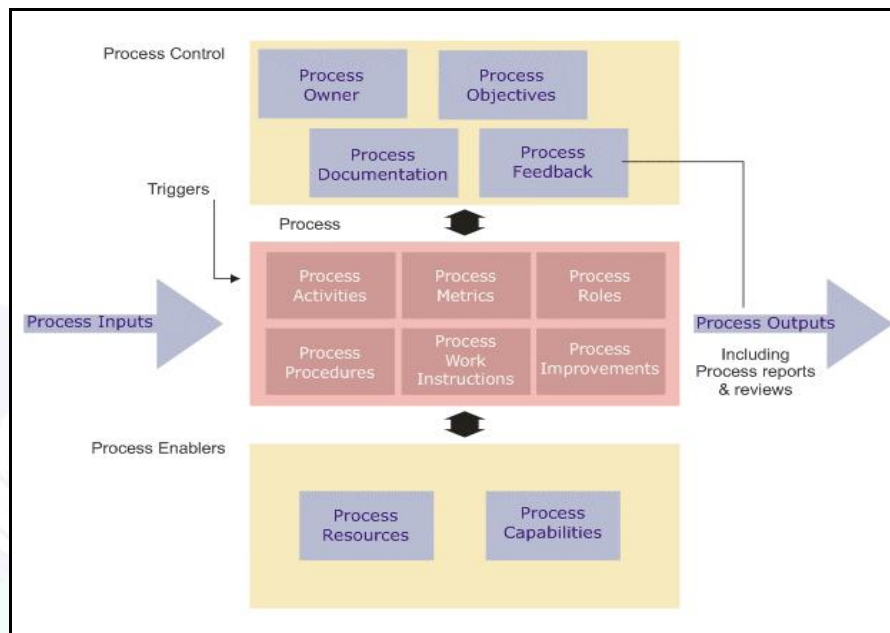 Process Control
Process
Owner
Process
Objectives
Process
Documentation
Process
Feedback
Triggers
Process
Process
Activities
Process
Metrics
Process
Roles
Process Inputs
Process
Procedures
Process
Work
Instructions
Process
Improvements
Process Outputs
Including
Process reports
& reviews
Process Enablers
Process
Resources
Process
Capabilities